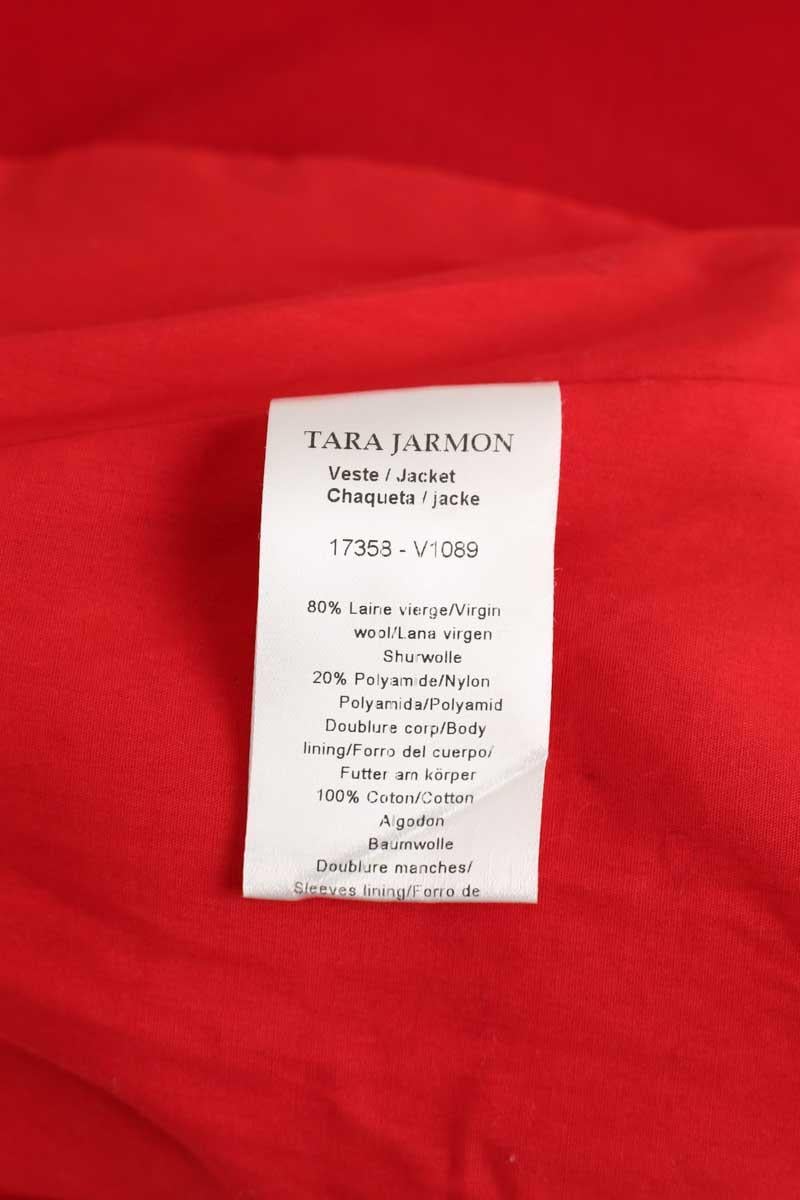 TARA JARMON
Veste / Jacket
Chaqueta / jacke
17358 - V1089
80% Laine vierge/Virgin
wool/Lana virgen
Shurwolle
20% Polyamide/Nylon
Polyamida/Polyamid
Doublure corp/Body
lining/Forro del cuerpo/
Futter am körper
100% Coton/Cotton
Algodon
Baumwolle
Doublure manches/
Sleeves lining/Forro de